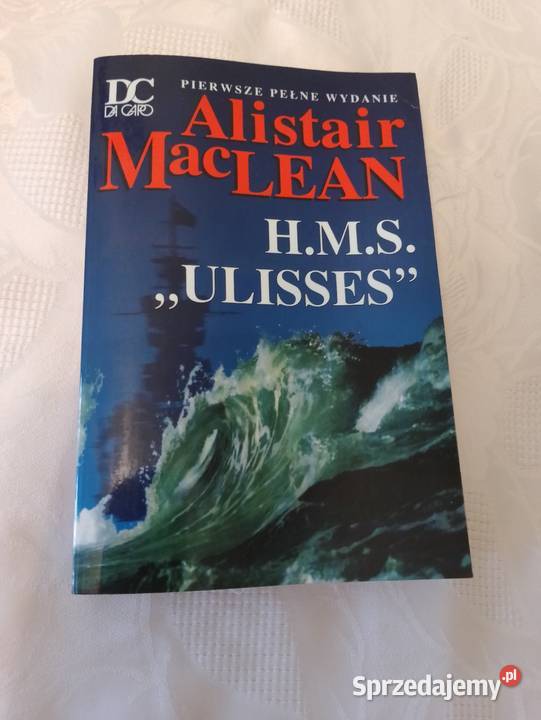 DC
DA CAPO
PIERWSZE PEŁNE WYDANIE
Alistair
MacLEAN
H.M.S.
„ULISSES”
Sprzedajemy.pl